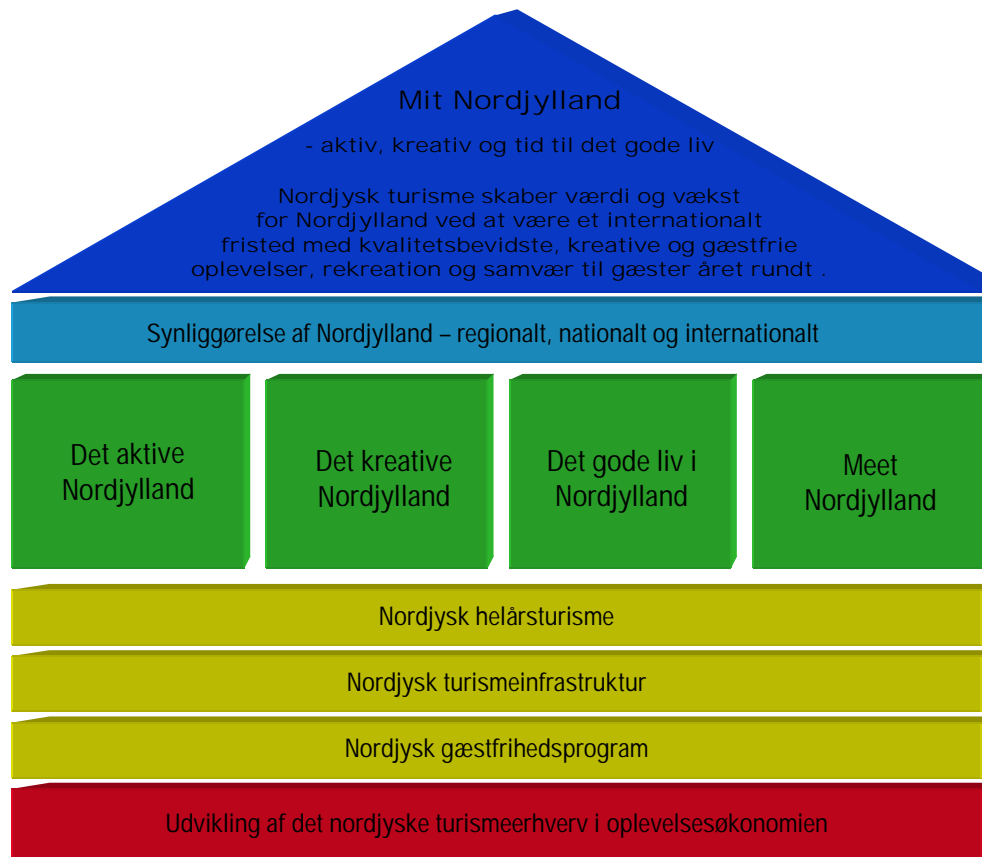 Mit Nordjylland
- aktiv, kreativ og tid til det gode liv
Nordjysk turisme skaber værdi og vækst
for Nordjylland ved at være et internationalt
fristed med kvalitetsbevidste, kreative og gæstfrie
oplevelser, rekreation og samvær til gæster året rundt .
Synliggørelse af Nordjylland – regionalt, nationalt og internationalt
Det aktive
Nordjylland
Det kreative
Nordjylland
Det gode liv i
Nordjylland
Meet
Nordjylland
Nordjysk helårsturisme
Nordjysk turismeinfrastruktur
Nordjysk gæstfrihedsprogram
Udvikling af det nordjyske turismeerhverv i oplevelsesøkonomien